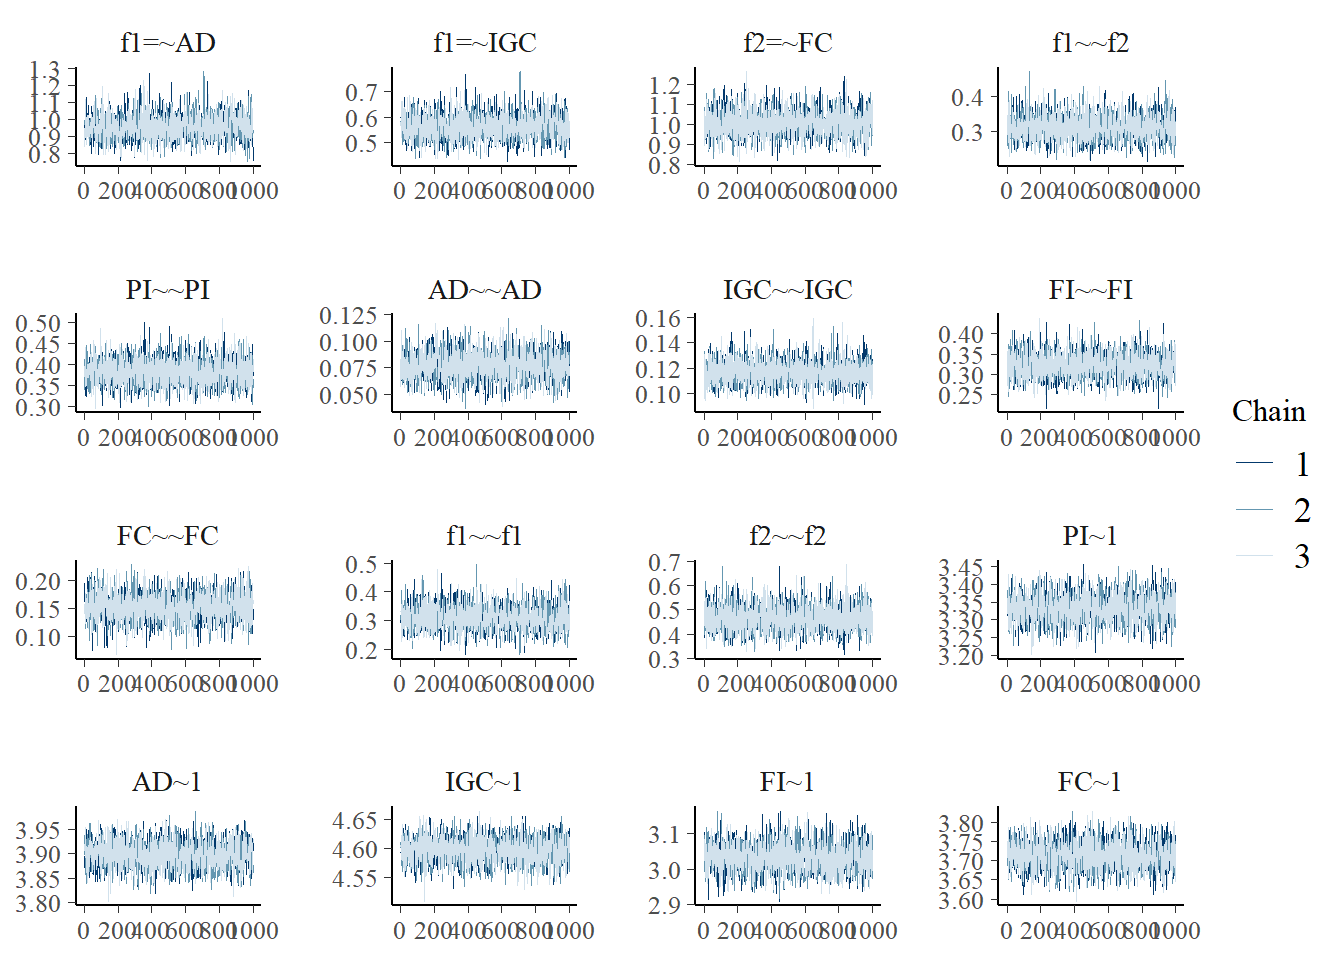 f1=~AD
f1=~IGC
f2=~FC
f1~~f2
1.3
1.2
1.1
1.0
0.9
0.8
0 200 400 600 800 1000
0.7
0.6
0.5
0 200 400 600 800 1000
1.2
1.1
1.0
0.9
0.8
0 200 400 600 800 1000
0.4
0.3
0 200 400 600 800 1000
PI~~PI
AD~~AD
IGC~~IGC
FI~~FI
0.50
0.45
0.40
0.35
0.30
0 200 400 600 800 1000
0.125
0.100
0.075
0.050
0 200 400 600 800 1000
0.16
0.14
0.12
0.10
0 200 400 600 800 1000
0.40
0.35
0.30
0.25
0 200 400 600 800 1000
Chain
1
2
3
FC~~FC
f1~~f1
f2~~f2
PI~1
0.20
0.15
0.10
0 200 400 600 800 1000
0.5
0.4
0.3
0.2
0 200 400 600 800 1000
0.7
0.6
0.5
0.4
0.3
0 200 400 600 800 1000
3.45
3.40
3.35
3.30
3.25
3.20
0 200 400 600 800 1000
AD~1
IGC~1
FI~1
FC~1
3.95
3.90
3.85
3.80
0 200 400 600 800 1000
4.65
4.60
4.55
0 200 400 600 800 1000
3.1
3.0
2.9
0 200 400 600 800 1000
3.80
3.75
3.70
3.65
3.60
0 200 400 600 800 1000